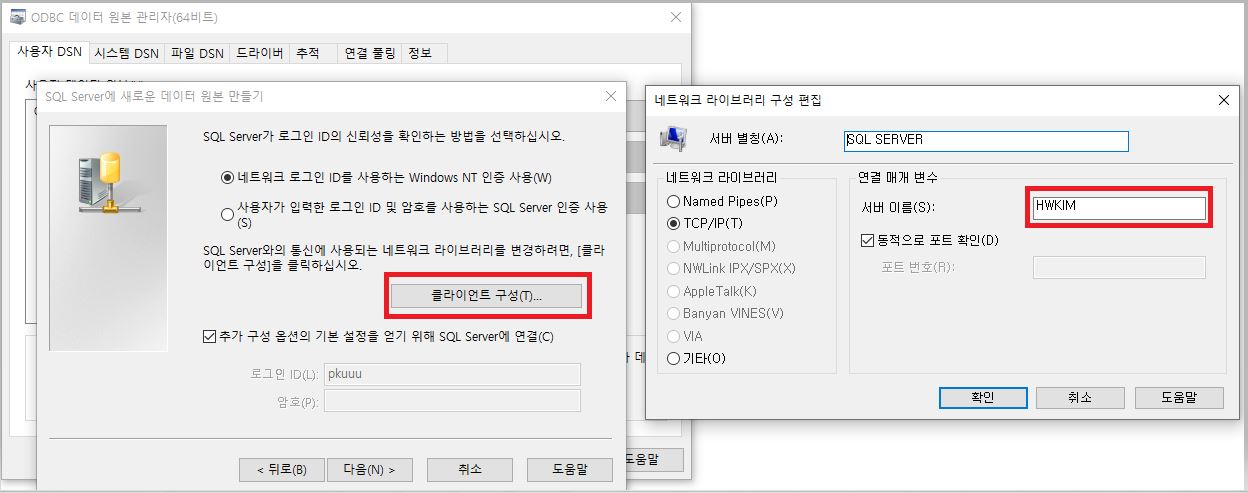 ODBC 데이터 원본 관리자(64비트)
사용자 DSN 시스템 DSN 파일 DSN 드라이버 추적 연결 풀링 정보
SQL Server에 새로운 데이터 원본 만들기
SQL Server가 로그인 ID의 신뢰성을 확인하는 방법을 선택하십시오.
네트워크 로그인 ID를 사용하는 Windows NT 인증 사용(W)
사용자가 입력한 로그인 ID 및 암호를 사용하는 SQL Server 인증 사용
(S)
SQL Server와의 통신에 사용되는 네트워크 라이브러리를 변경하려면, [클라
이언트 구성]을 클릭하십시오.
클라이언트 구성(T)...
추가 구성 옵션의 기본 설정을 얻기 위해 SQL Server에 연결(C)
로그인 ID(L): pkuuu
암호(P):
< 뒤로(B) 다음(N) > 취소 도움말
도움말
네트워크 라이브러리 구성 편집
서버 별칭(A): SQL SERVER
네트워크 라이브러리
Named Pipes(P)
TCP/IP(T)
Multiprotocol(M)
NWLink IPX/SPX(X)
AppleTalk(K)
Banyan VINES(V)
VIA
기타(O)
연결 매개 변수
서버 이름(S): HWKIM
동적으로 포트 확인(D)
포트 번호(R):
확인 취소 도움말